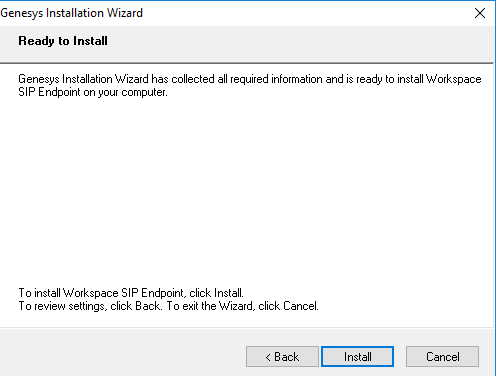 Genesys Installation Wizard
Ready to Install
Genesys Installation Wizard has collected all required information and is ready to install Workspace
SIP Endpoint on your computer.
To install Workspace SIP Endpoint, click Install.
To review settings, click Back. To exit the Wizard, click Cancel.
< Back Install Cancel